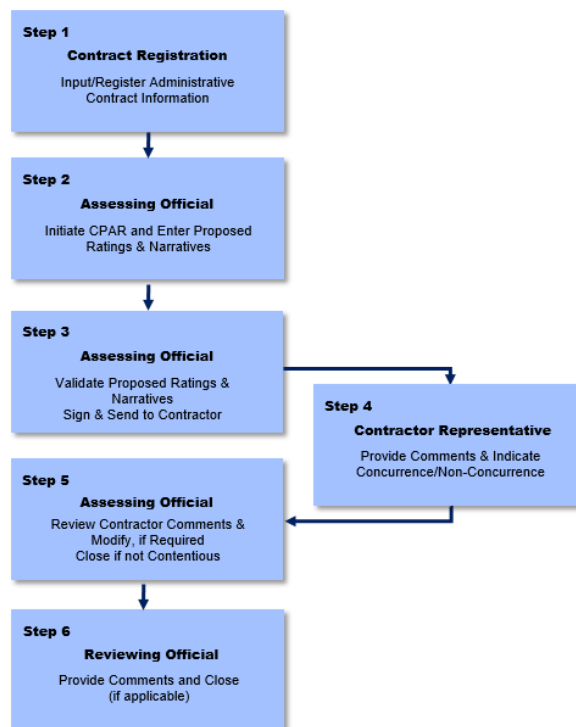 Step 1
Contract Registration
Input/Register Administrative
Contract Information
Step 2
Assessing Official
Initiate CPAR and Enter Proposed
Ratings & Narratives
Step 3
Assessing Official
Validate Proposed Ratings &
Narratives
Sign & Send to Contractor
Step 4
Contractor Representative
Provide Comments & Indicate
Concurrence/Non-Concurrence
Step 5
Assessing Official
Review Contractor Comments &
Modify, if Required
Close if not Contentious
Step 6
Reviewing Official
Provide Comments and Close
(if applicable)